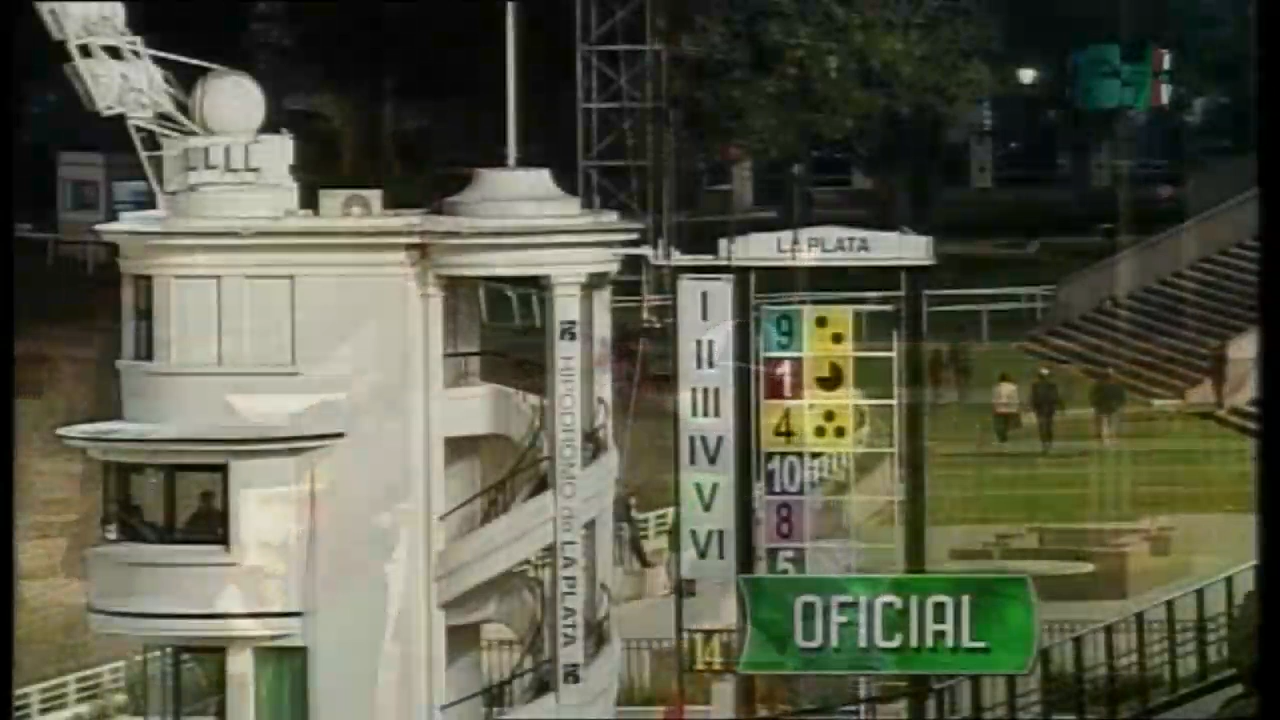 LA PLATA
I
II
III
IV
V
VI
9
1
4
10
8
5
14
HIPODROMO de LA PLATA
OFICIAL